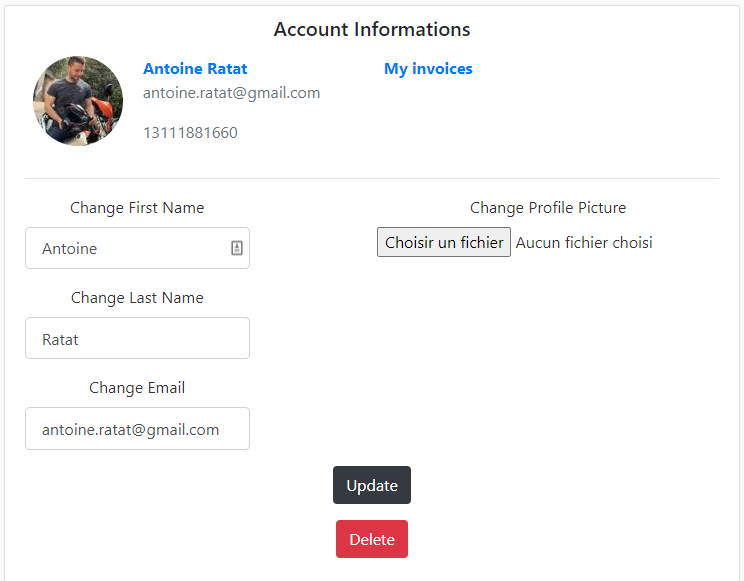 Account Informations
Antoine Ratat
antoine.ratat@gmail.com
13111881660
My invoices
Change First Name
Antoine
Change Last Name
Ratat
Change Email
antoine.ratat@gmail.com
Change Profile Picture
Choisir un fichier Aucun fichier choisi
Update
Delete